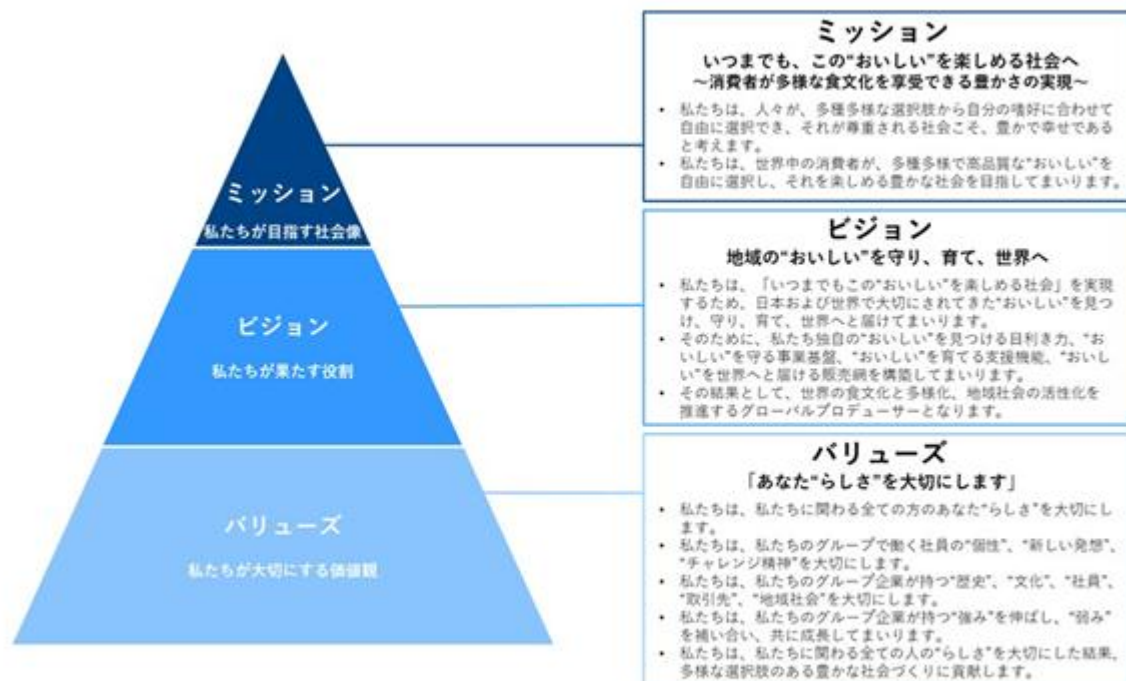 ミッション
私たちが目指す社会像
ビジョン
私たちが果たす役割
バリューズ
私たちが大切にする価値観
ミッション
いつまでも、この“おいしい”を楽しめる社会へ
～消費者が多様な食文化を享受できる豊かさの実現～
• 私たちは、人々が、多種多様な選択肢から自分の嗜好に合わせて
自由に選択でき、それが尊重される社会こそ、豊かで幸せである
と考えます。
• 私たちは、世界中の消費者が、多種多様で高品質な“おいしい”を
自由に選択し、それを楽しめる豊かな社会を目指してまいります。
ビジョン
地域の“おいしい”を守り、育て、世界へ
• 私たちは、「いつまでもこの“おいしい”を楽しめる社会」を実現
するため、日本および世界で大切にされてきた“おいしい”を見つ
け、守り、育て、世界へと届けてまいります。
• そのために、私たち独自の“おいしい”を見つける目利き力、“お
いしい”を守る事業基盤、“おいしい”を育てる支援機能、“おいし
い”を世界へと届ける販売網を構築してまいります。
• その結果として、世界の食文化と多様化、地域社会の活性化を
推進するグローバルプロデューサーとなります。
バリューズ
「あなた“らしさ”を大切にします」
• 私たちは、私たちに関わる全ての方のあなた“らしさ”を大切にし
ます。
• 私たちは、私たちのグループで働く社員の“個性”、“新しい発想”、
“チャレンジ精神”を大切にします。
• 私たちは、私たちのグループ企業が持つ“歴史”、“文化”、“社員”、
“取引先”、“地域社会”を大切にします。
• 私たちは、私たちのグループ企業が持つ“強み”を伸ばし、“弱み”
を補い合い、共に成長してまいります。
• 私たちは、私たちに関わる全ての人の“らしさ”を大切にした結果、
多様な選択肢のある豊かな社会づくりに貢献します。